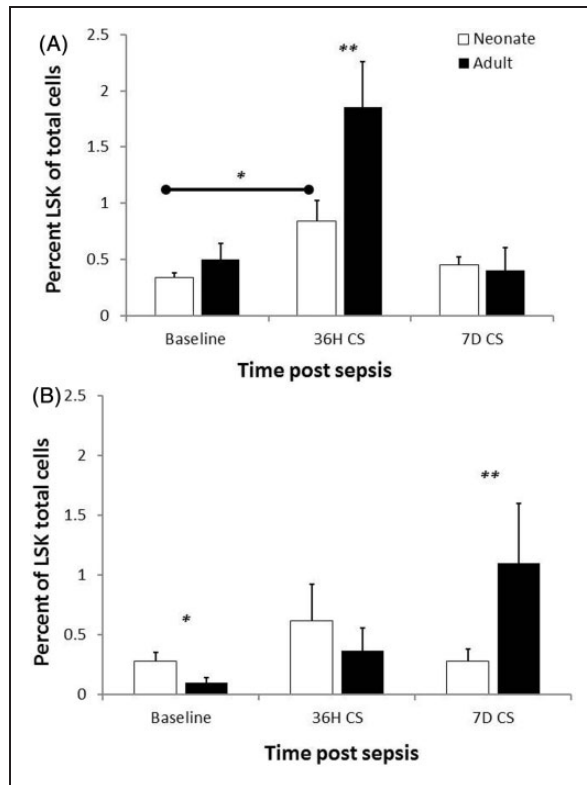 (A)
2.5
2
1.5
1
0.5
0
Percent LSK of total cells
Neonate
Adult
*
**
Baseline
36H CS
7D CS
Time post sepsis
(B)
2.5
2
1.5
1
0.5
0
Percent of LSK total cells
*
**
Baseline
36H CS
7D CS
Time post sepsis